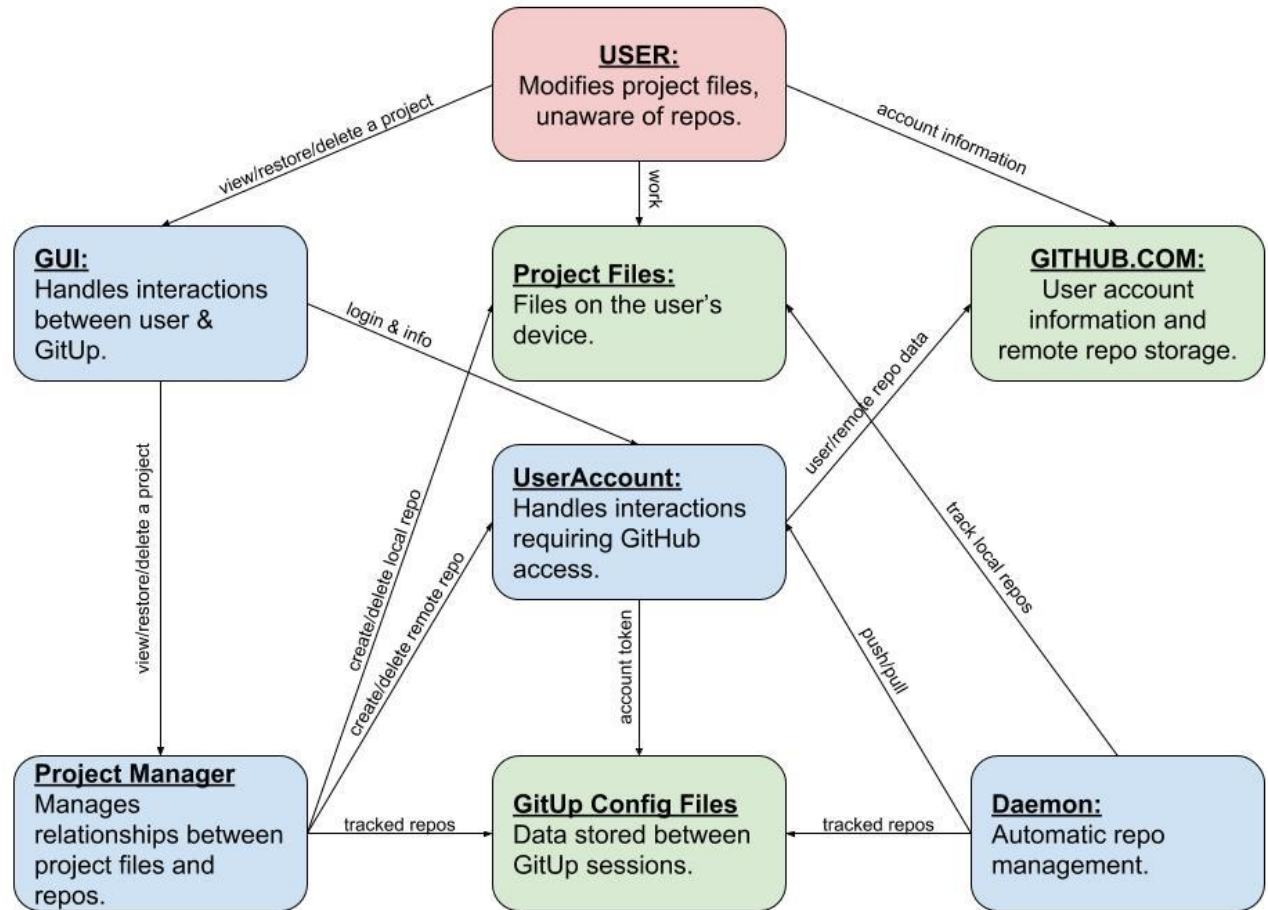 USER:
Modifies project files,
unaware of repos.
view/restore/delete a project
account information
work
GUI:
Handles interactions
between user &
GitUp.
Project Files:
Files on the user's
device.
GITHUB.COM:
User account
information and
remote repo storage.
login & info
user/remote repo data
UserAccount:
Handles interactions
requiring GitHub
access.
view/restore/delete a project
create/delete local repo
create/delete remote repo
track local repos
account token
push/pull
Project Manager
Manages
relationships between
project files and
repos.
tracked repos
GitUp Config Files
Data stored between
GitUp sessions.
tracked repos
Daemon:
Automatic repo
management.